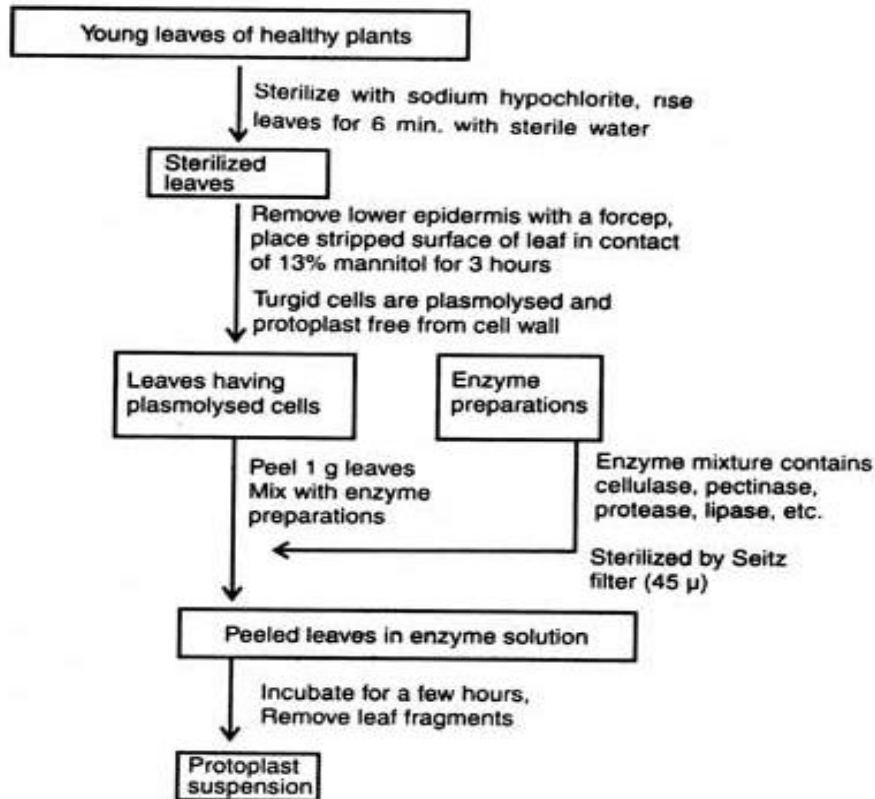 Young leaves of healthy plants
Sterilize with sodium hypochlorite, rise
leaves for 6 min. with sterile water
Sterilized
leaves
Remove lower epidermis with a forcep,
place stripped surface of leaf in contact
of 13% mannitol for 3 hours
Turgid cells are plasmolysed and
protoplast free from cell wall
Leaves having
plasmolysed cells
Enzyme
preparations
Peel 1 g leaves
Mix with enzyme
preparations
Enzyme mixture contains
cellulase, pectinase,
protease, lipase, etc.
Sterilized by Seitz
filter (45 μ)
Peeled leaves in enzyme solution
Incubate for a few hours,
Remove leaf fragments
Protoplast
suspension